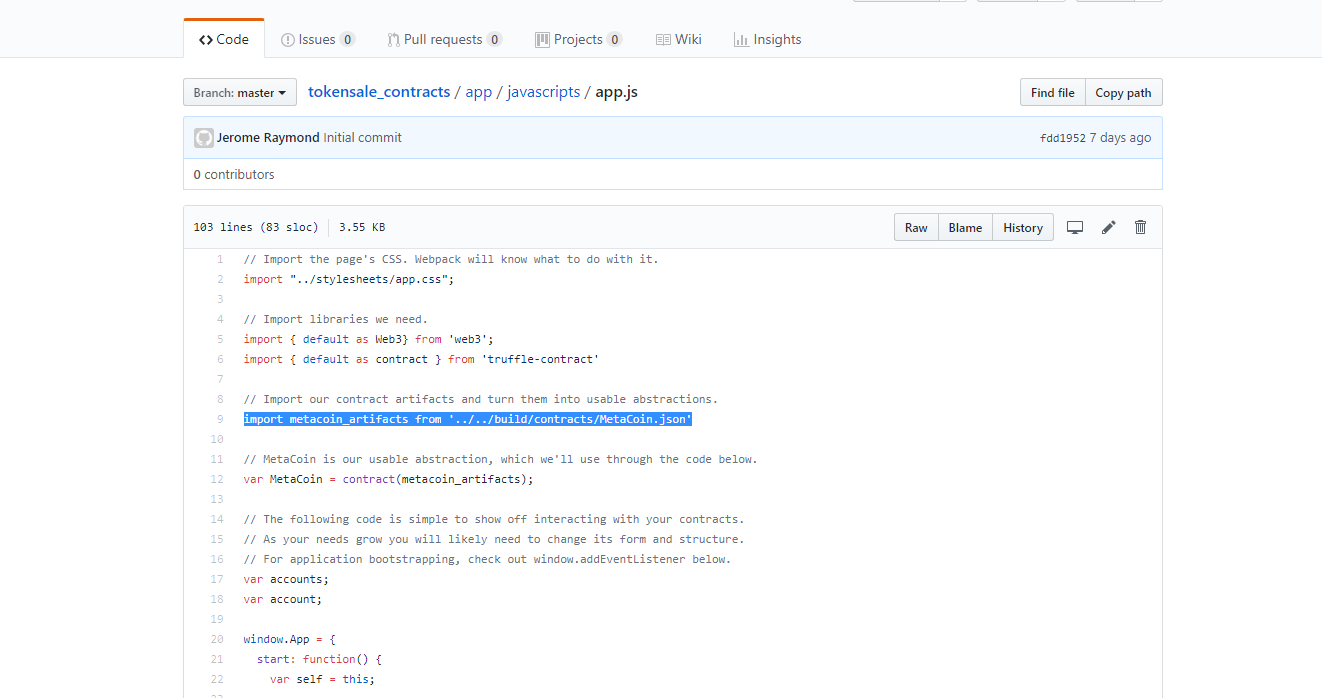 Code Issues 0 Pull requests 0 Projects 0 Wiki Insights
Branch: master tokensale_contracts / app / javascripts / app.js Find file Copy path
Jerome Raymond Initial commit fdd1952 7 days ago
0 contributors
103 lines (83 sloc) 3.55 KB Raw Blame History
1 // Import the page's CSS. Webpack will know what to do with it.
2 import "../stylesheets/app.css";
3
4 // Import libraries we need.
5 import { default as Web3} from 'web3';
6 import { default as contract } from 'truffle-contract'
7
8 // Import our contract artifacts and turn them into usable abstractions.
9 import metacoin_artifacts from '../../build/contracts/MetaCoin.json'
10
11 // MetaCoin is our usable abstraction, which we'll use through the code below.
12 var MetaCoin = contract(metacoin_artifacts);
13
14 // The following code is simple to show off interacting with your contracts.
15 // As your needs grow you will likely need to change its form and structure.
16 // For application bootstrapping, check out window.addEventListener below.
17 var accounts;
18 var account;
19
20 window.App = {
21 start: function() {
22 var self = this;